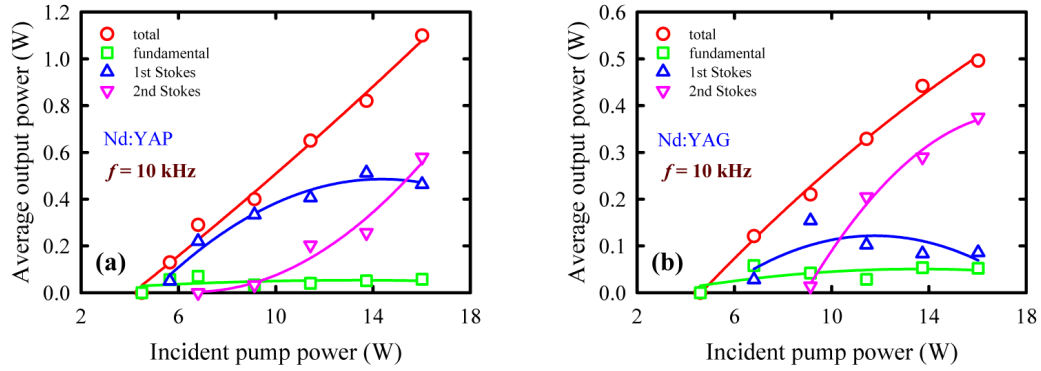 Average output power (W)
1.2
1.0
0.8
0.6
0.4
0.2
0.0
total
fundamental
1st Stokes
2nd Stokes
Nd:YAP
f = 10 kHz
(a)
2 6 10 14 18
Incident pump power (W)
Average output power (W)
0.6
0.5
0.4
0.3
0.2
0.1
0.0
total
fundamental
1st Stokes
2nd Stokes
Nd:YAG
f = 10 kHz
(b)
2 6 10 14 18
Incident pump power (W)